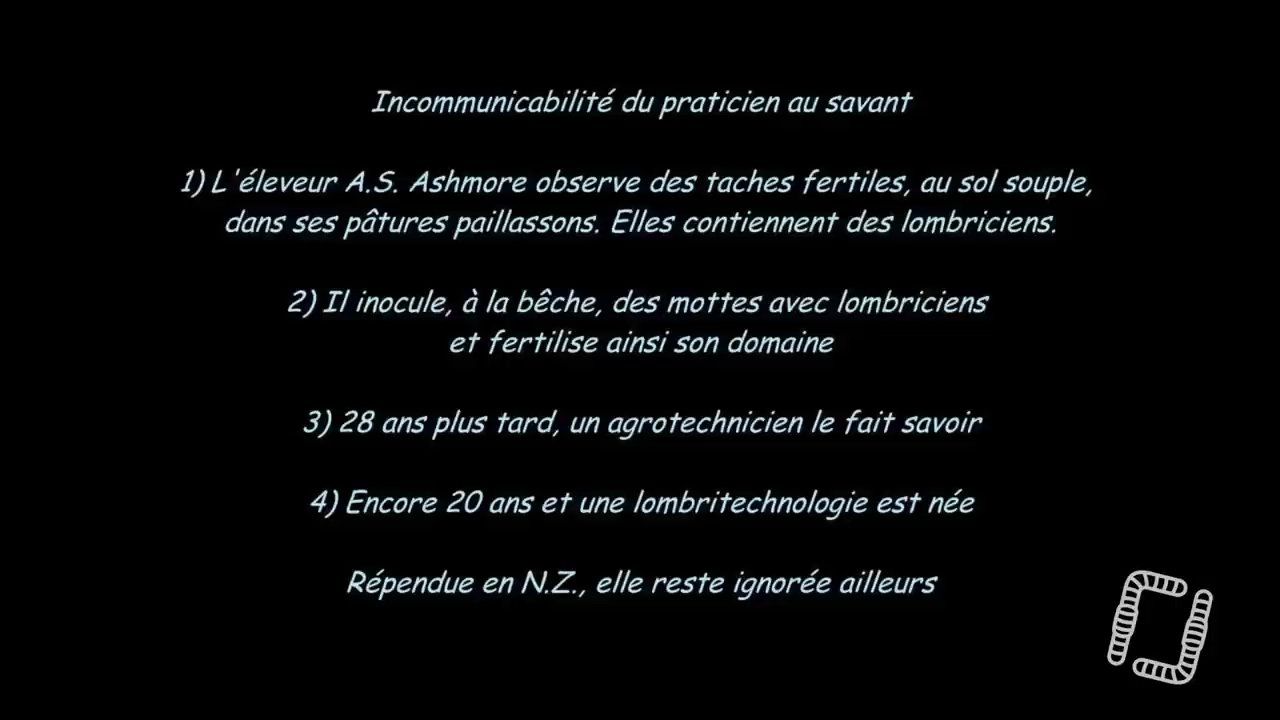 Incommunicabilité du praticien au savant
1) L'éleveur A.S. Ashmore observe des taches fertiles, au sol souple,
dans ses pâtures paillassons. Elles contiennent des lombriciens.
2) Il inocule, à la bêche, des mottes avec lombriciens
et fertilise ainsi son domaine
3) 28 ans plus tard, un agrotechnicien le fait savoir
4) Encore 20 ans et une lombritechnologie est née
Répendue en N.Z., elle reste ignorée ailleurs